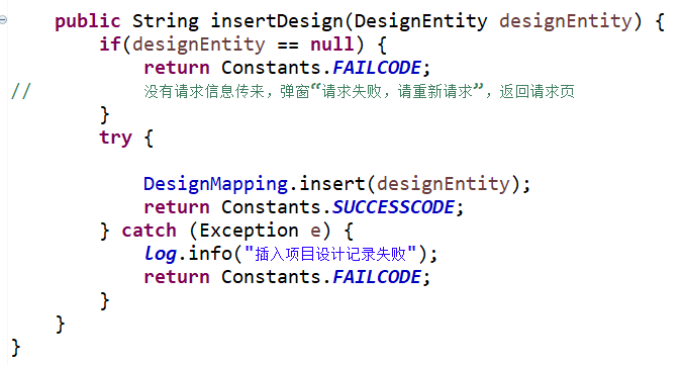 public String insertDesign(DesignEntity designEntity) {
if(designEntity == null) {
return Constants.FAILCODE;
// 没有请求信息传来，弹窗“请求失败，请重新请求”，返回请求页
}
try {
DesignMapping.insert(designEntity);
return Constants.SUCCESSCODE;
} catch (Exception e) {
log.info("插入项目设计记录失败");
return Constants.FAILCODE;
}
}
}